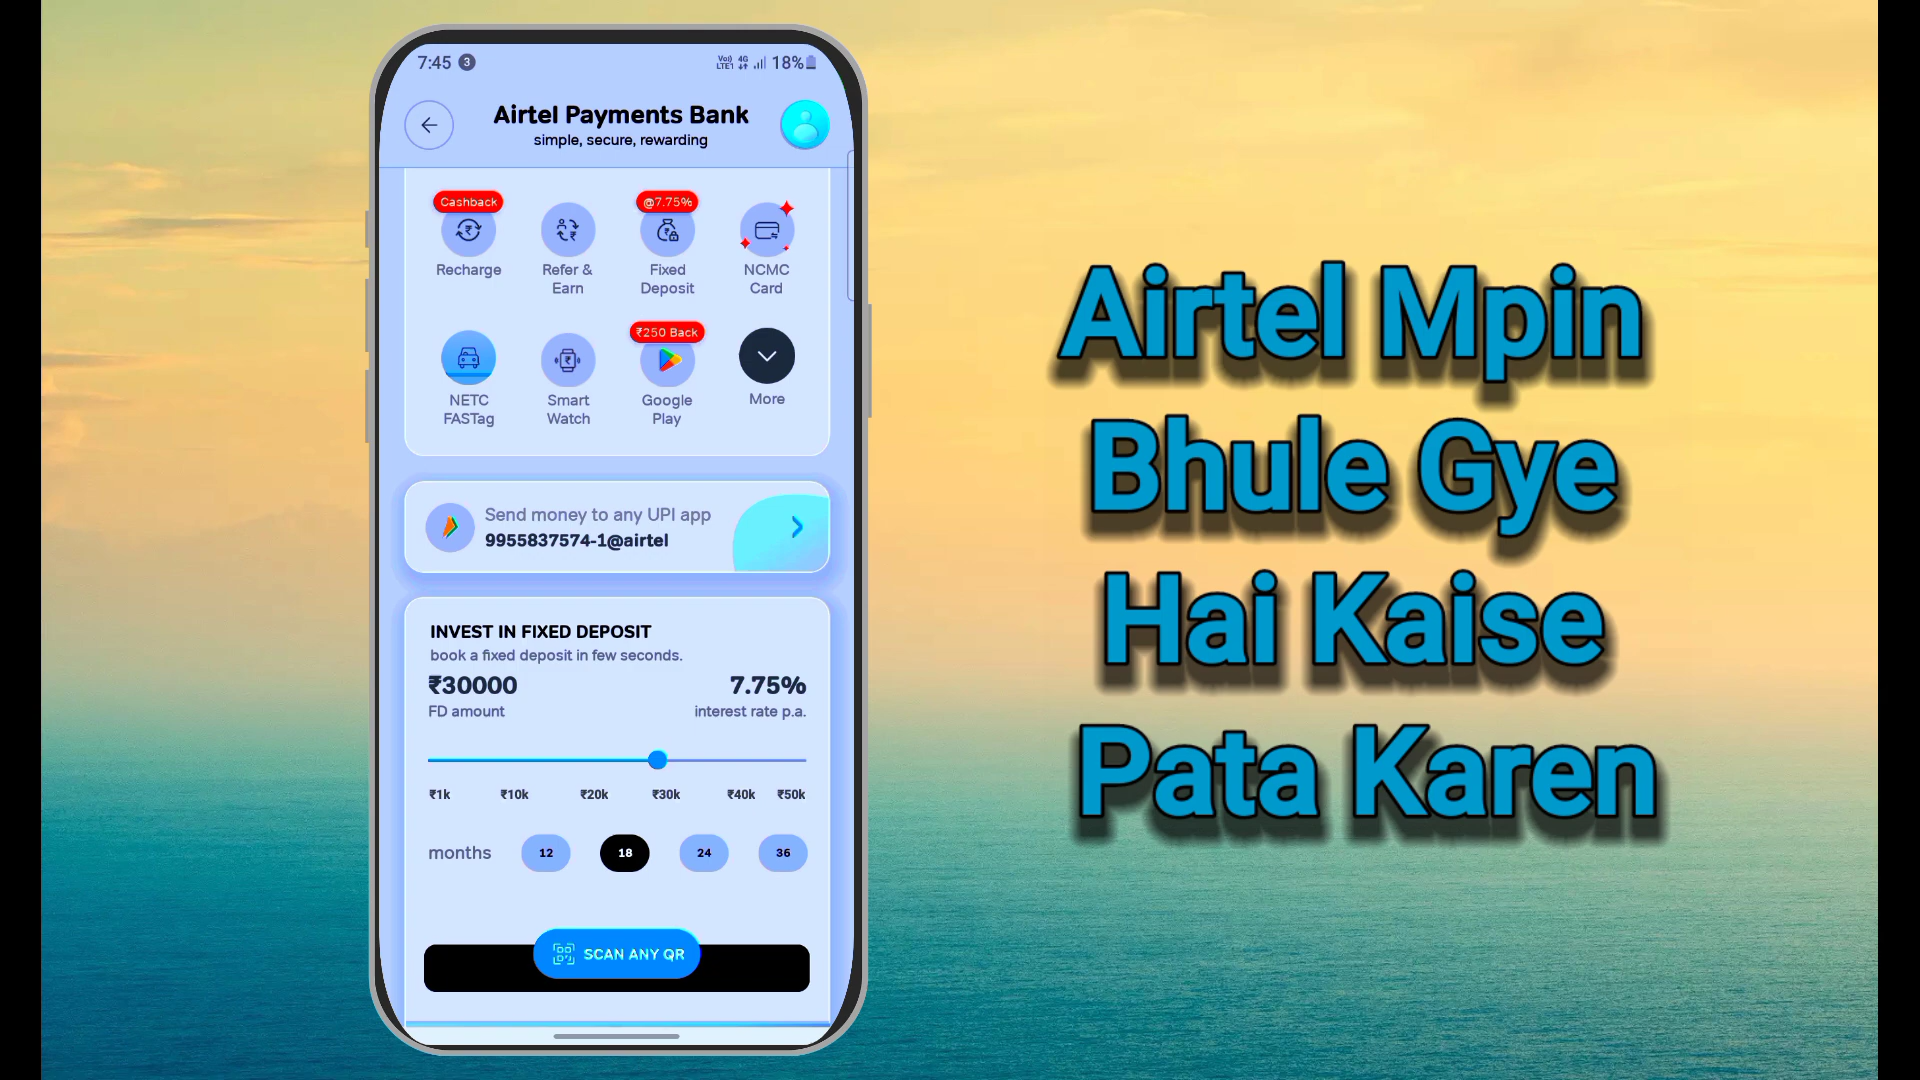 7:45 3 Vo) LTE1 4G 18%
Airtel Payments Bank
simple, secure, rewarding
Cashback @7.75%
Recharge Refer & Earn Fixed Deposit NCMC Card
₹250 Back
NETC FASTag Smart Watch Google Play More
Send money to any UPI app
9955837574-1@airtel
INVEST IN FIXED DEPOSIT
book a fixed deposit in few seconds.
₹30000 7.75%
FD amount interest rate p.a.
₹1k ₹10k ₹20k ₹30k ₹40k ₹50k
months 12 18 24 36
SCAN ANY QR
Airtel Mpin
Bhule Gye
Hai Kaise
Pata Karen